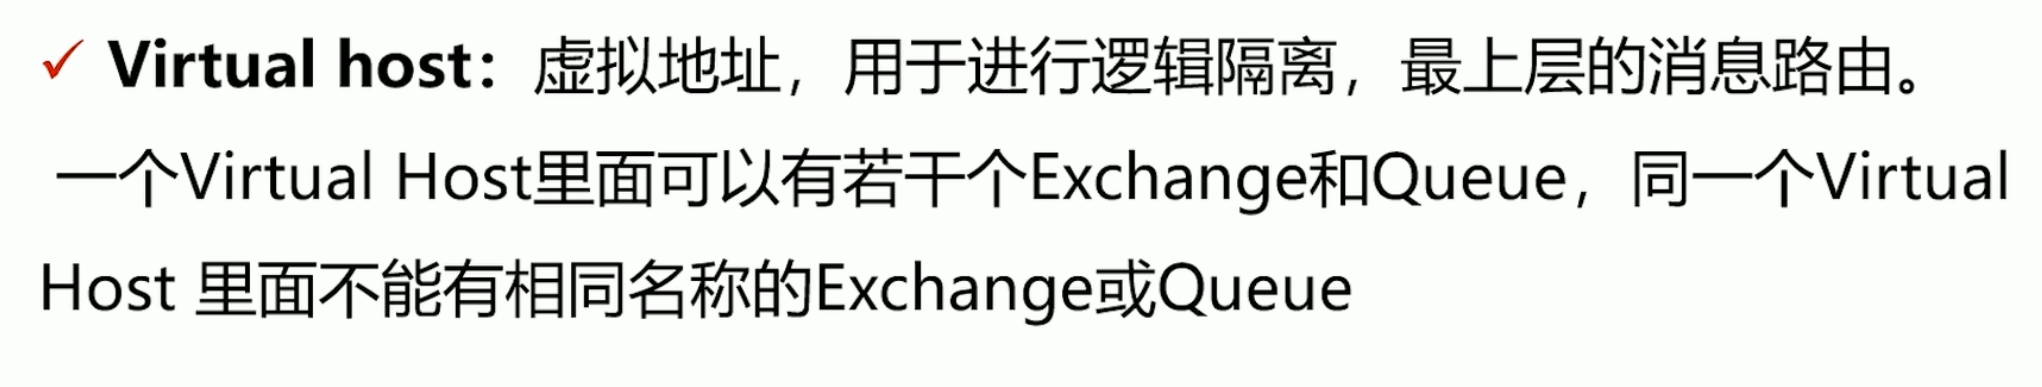 ✓ Virtual host：虚拟地址，用于进行逻辑隔离，最上层的消息路由。
一个Virtual Host里面可以有若干个Exchange和Queue，同一个Virtual
Host 里面不能有相同名称的Exchange或Queue